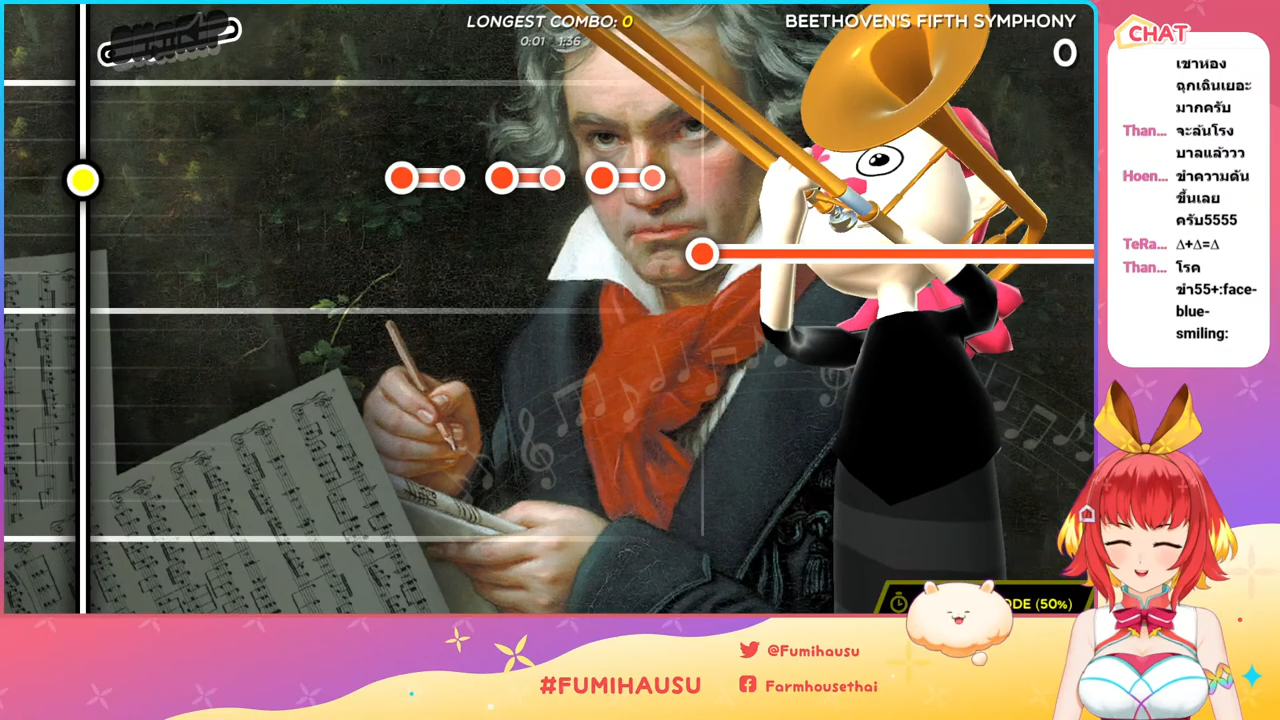 LONGEST COMBO: 0
0:01 1:36
BEETHOVEN'S FIFTH SYMPHONY
0
CHAT
เขาหอง
ฉุกเฉินเยอะ
มากครับ
Than... จะลั่นโรง
บาลแล้ววว
Hoen... ขำความดัน
ขึ้นเลย
ครับ5555
TeRa... Δ+Δ=Δ
Than... โรค
ขำ55+:face-
blue-
smiling:
ODE (50%)
@Fumihausu
#FUMIHAUSU
Farmhousethai